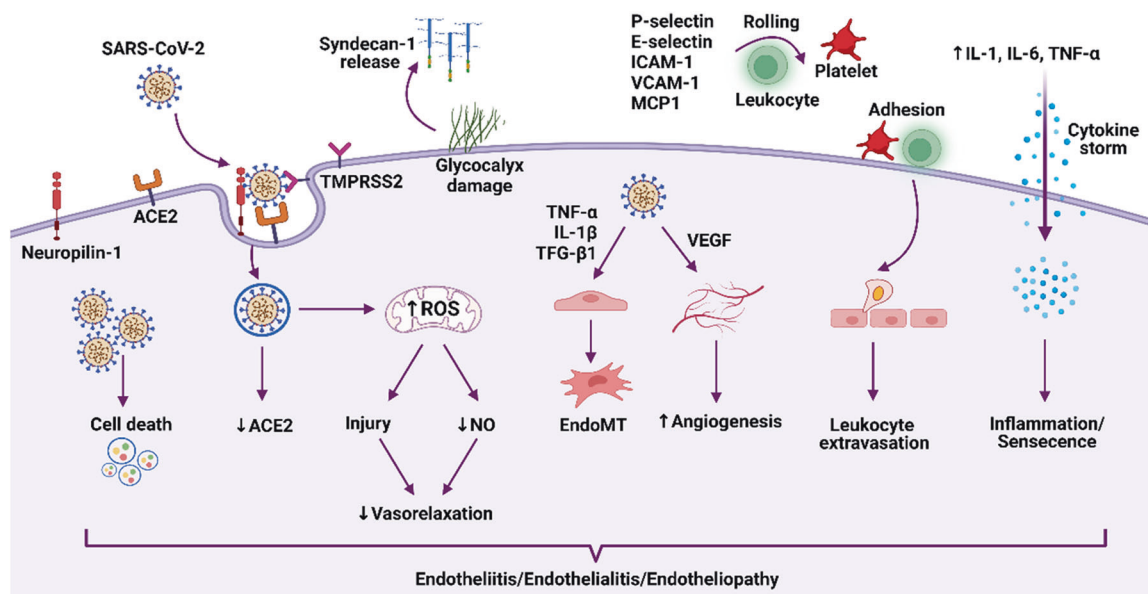 SARS-CoV-2
Syndecan-1
release
P-selectin
E-selectin
ICAM-1
VCAM-1
MCP1
Rolling
Platelet
Leukocyte
↑IL-1, IL-6, TNF-α
Adhesion
Cytokine
storm
Glycocalyx
damage
TMPRSS2
ACE2
Neuropilin-1
TNF-α
IL-1β
TFG-β1
VEGF
↑ROS
Cell death
↓ACE2
Injury
↓NO
EndoMT
↑Angiogenesis
Leukocyte
extravasation
Inflammation/
Sensecence
↓Vasorelaxation
Endotheliitis/Endothelialitis/Endotheliopathy